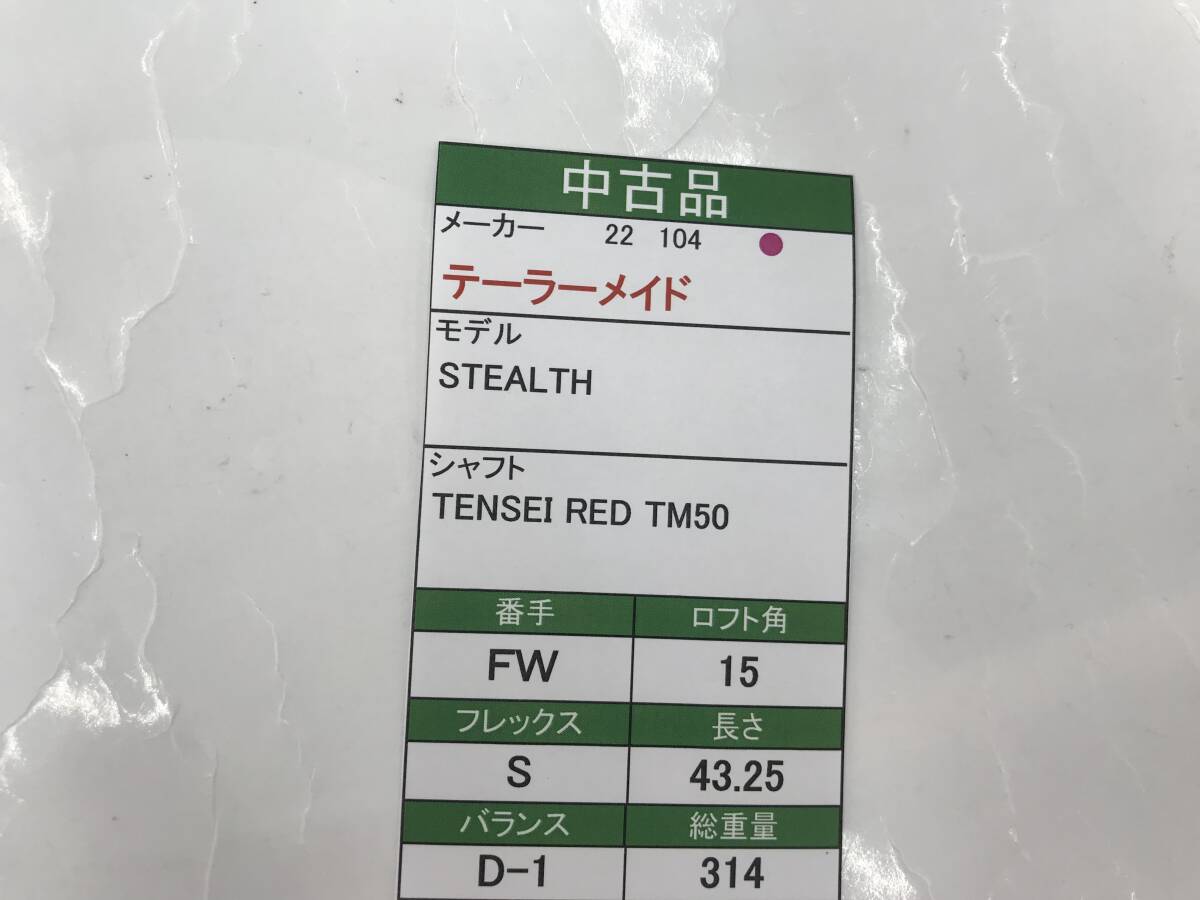 中古品
メーカー 22 104
テーラーメイド
モデル
STEALTH
シャフト
TENSEI RED TM50
番手 ロフト角
FW 15
フレックス 長さ
S 43.25
バランス 総重量
D-1 314